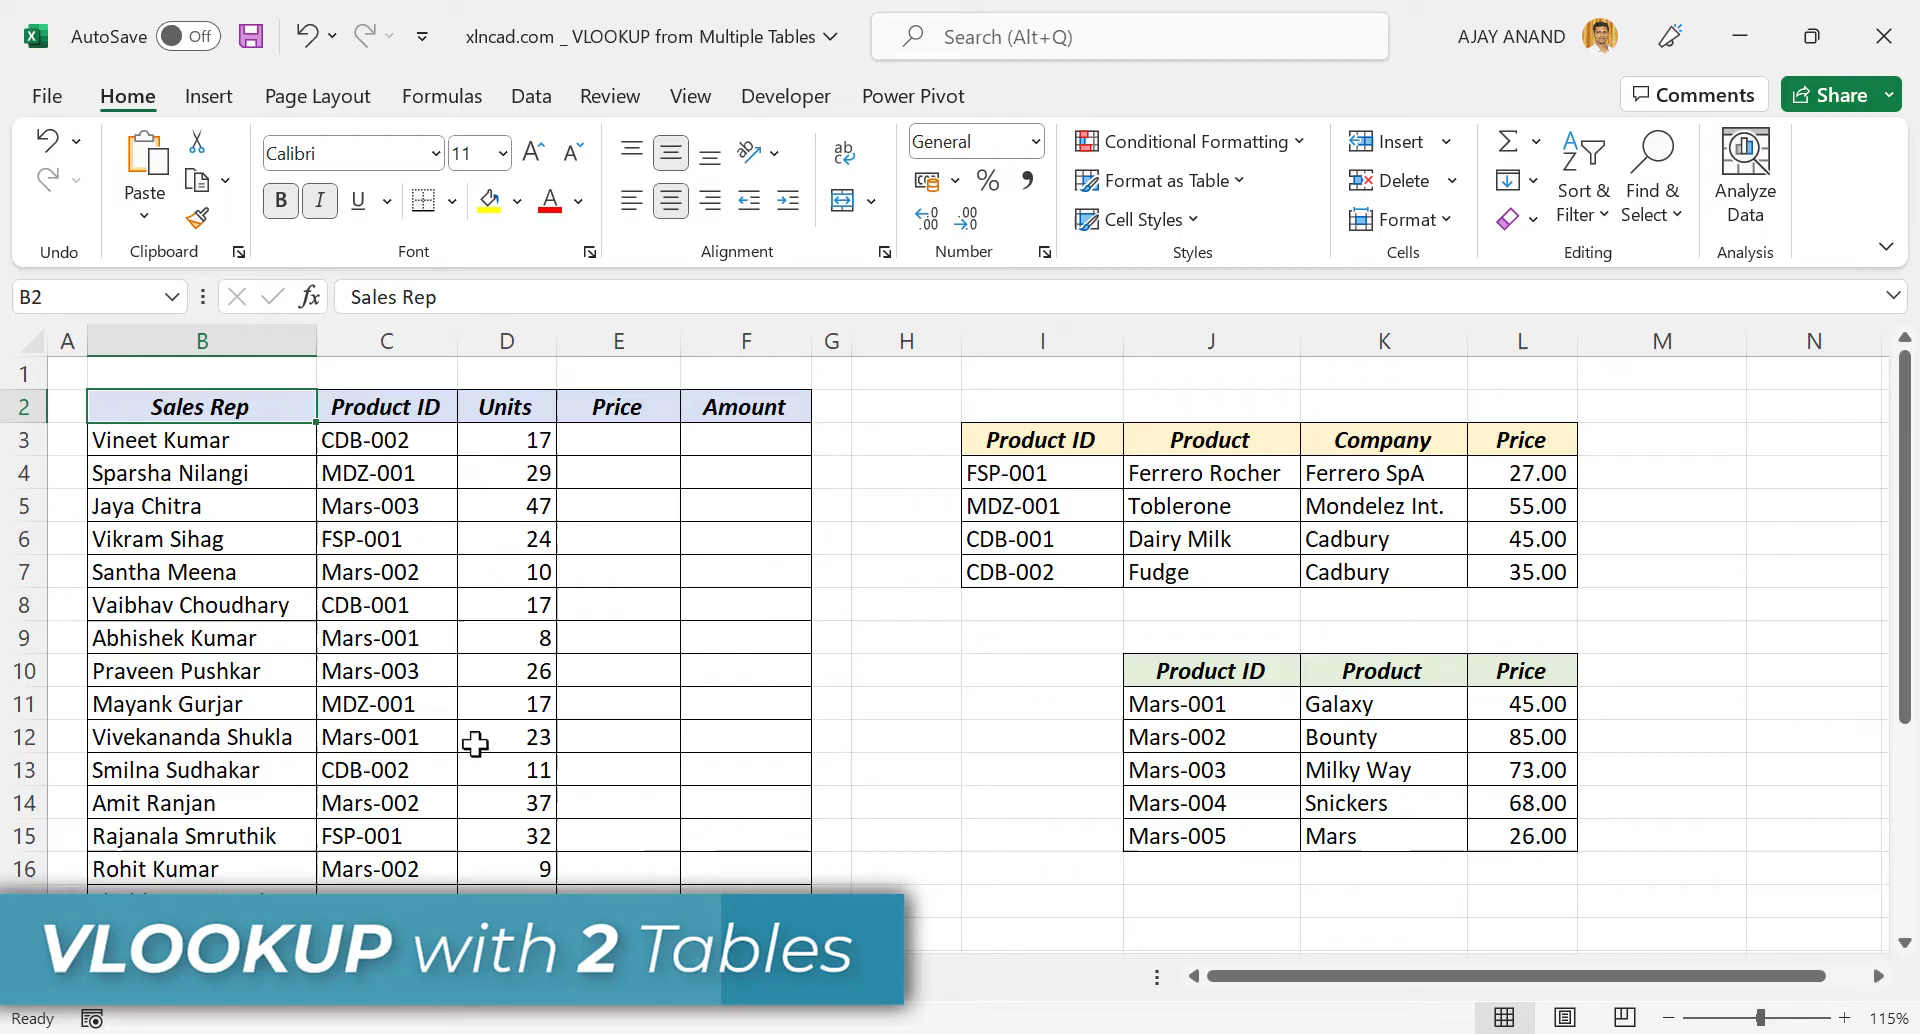 AutoSave Off xlncad.com _ VLOOKUP from Multiple Tables Search (Alt+Q) AJAY ANAND
File Home Insert Page Layout Formulas Data Review View Developer Power Pivot Comments Share
Paste
Calibri 11
B I U
ab
General
% 9
Conditional Formatting
Format as Table
Cell Styles
Insert
Delete
Format
Sort & Filter
Find & Select
Analyze Data
Undo Clipboard Font Alignment Number Styles Cells Editing Analysis
B2 fx Sales Rep
A B C D E F G H I J K L M N
1
2 Sales Rep Product ID Units Price Amount
3 Vineet Kumar CDB-002 17 Product ID Product Company Price
4 Sparsha Nilangi MDZ-001 29 FSP-001 Ferrero Rocher Ferrero SpA 27.00
5 Jaya Chitra Mars-003 47 MDZ-001 Toblerone Mondelez Int. 55.00
6 Vikram Sihag FSP-001 24 CDB-001 Dairy Milk Cadbury 45.00
7 Santha Meena Mars-002 10 CDB-002 Fudge Cadbury 35.00
8 Vaibhav Choudhary CDB-001 17
9 Abhishek Kumar Mars-001 8
10 Praveen Pushkar Mars-003 26 Product ID Product Price
11 Mayank Gurjar MDZ-001 17 Mars-001 Galaxy 45.00
12 Vivekananda Shukla Mars-001 23 Mars-002 Bounty 85.00
13 Smilna Sudhakar CDB-002 11 Mars-003 Milky Way 73.00
14 Amit Ranjan Mars-002 37 Mars-004 Snickers 68.00
15 Rajanala Smruthik FSP-001 32 Mars-005 Mars 26.00
16 Rohit Kumar Mars-002 9
VLOOKUP with 2 Tables
Ready 115%